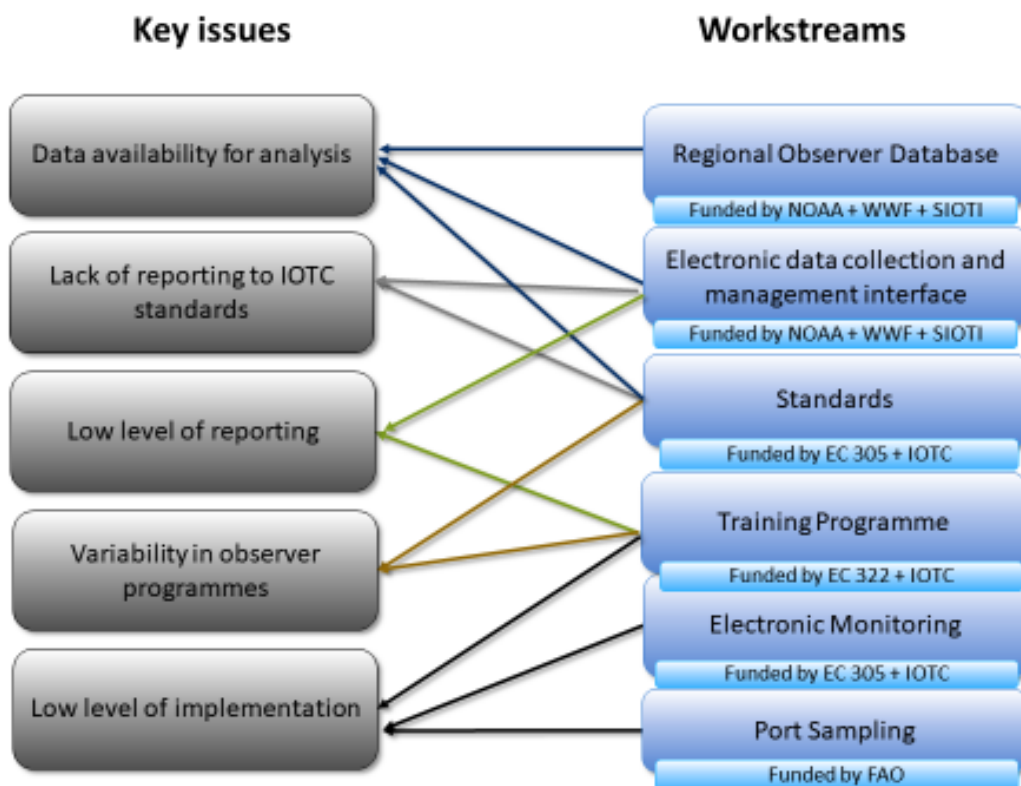 Key issues
Workstreams
Data availability for analysis
Lack of reporting to IOTC
standards
Low level of reporting
Variability in observer
programmes
Low level of implementation
Regional Observer Database
Funded by NOAA + WWF + SIOTI
Electronic data collection and
management interface
Funded by NOAA + WWF + SIOTI
Standards
Funded by EC 305 + IOTC
Training Programme
Funded by EC 322 + IOTC
Electronic Monitoring
Funded by EC 305 + IOTC
Port Sampling
Funded by FAO